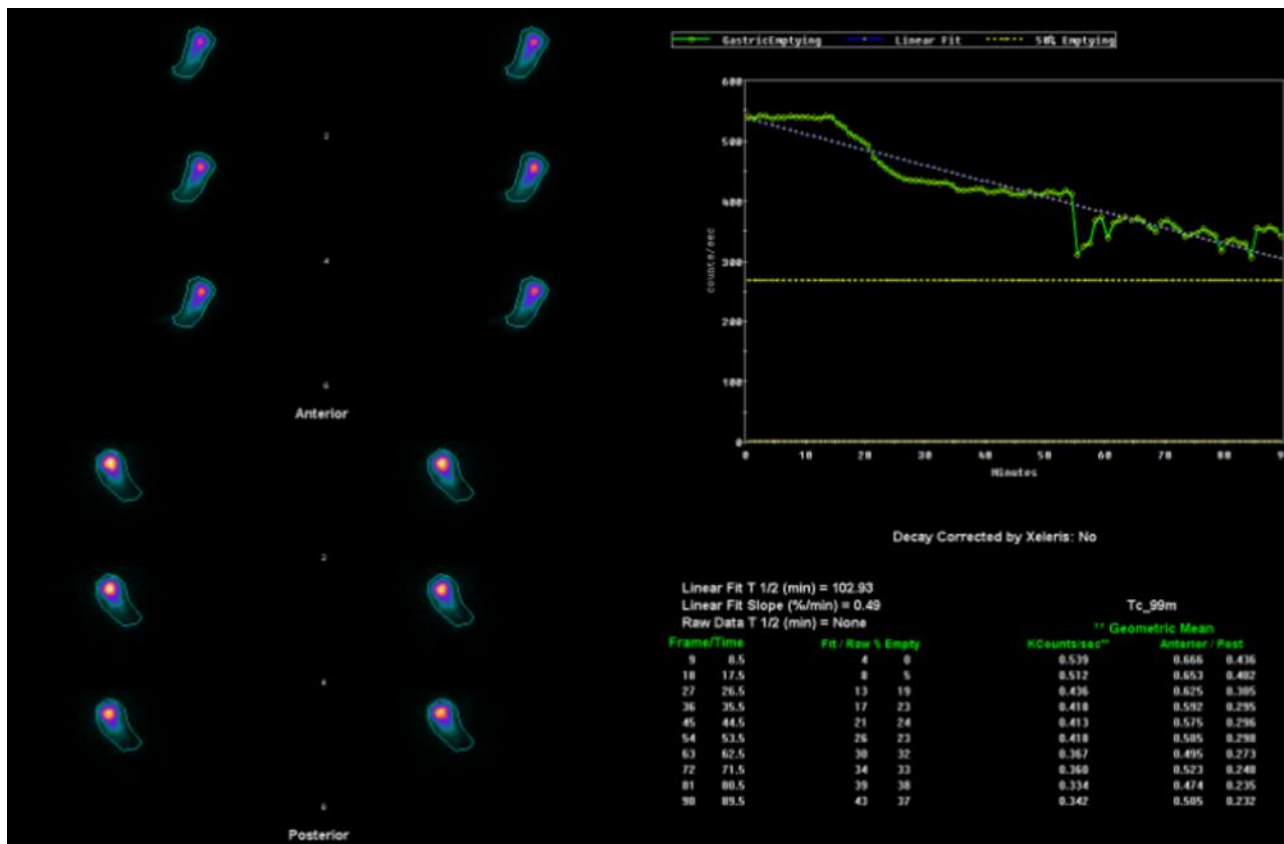 GastricEmptying Linear Fit 50% Emptying
600
500
400
300
200
100
0
counts/sec
0 10 20 30 40 50 60 70 80 9
Minutes
2
4
6
Anterior
2
4
6
Posterior
Decay Corrected by Xeleris: No
Linear Fit T 1/2 (min) = 102.93
Linear Fit Slope (%/min) = 0.49
Raw Data T 1/2 (min) = None
Tc_99m
** Geometric Mean
Frame/Time Fit / Raw % Empty KCounts/sec** Anterior / Post
9 8.5 4 0 0.539 0.666 0.436
18 17.5 8 5 0.512 0.653 0.402
27 26.5 13 19 0.436 0.625 0.305
36 35.5 17 23 0.418 0.592 0.295
45 44.5 21 24 0.413 0.575 0.296
54 53.5 26 23 0.418 0.585 0.298
63 62.5 30 32 0.367 0.495 0.273
72 71.5 34 33 0.360 0.523 0.248
81 80.5 39 38 0.334 0.474 0.235
90 89.5 43 37 0.342 0.505 0.232